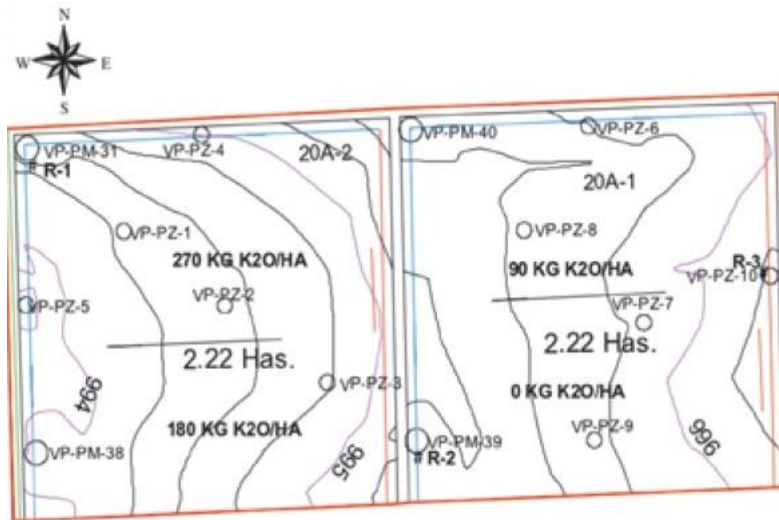 N
W E
S
VP-PM-31
VP-PZ-4
20A-2
# R-1
VP-PZ-1
270 KG K2O/HA
VP-PZ-2
VP-PZ-5
2.22 Has.
VP-PZ-3
994
180 KG K2O/HA
VP-PM-38
995
VP-PM-40
VP-PZ-6
20A-1
VP-PZ-8
R-3
90 KG K2O/HA
VP-PZ-10#
VP-PZ-7
2.22 Has.
0 KG K2O/HA
VP-PM-39
VP-PZ-9
# R-2
996